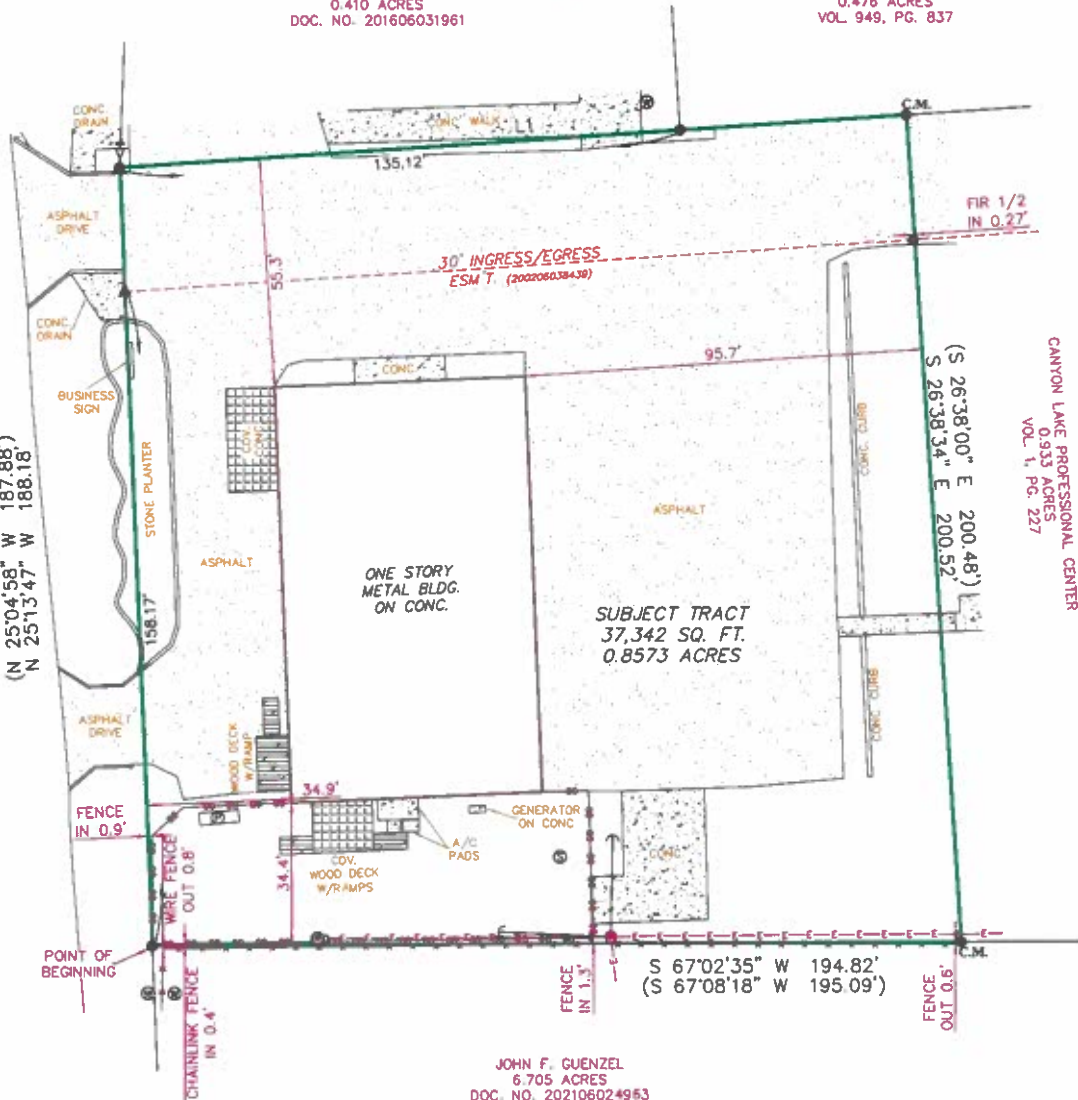 0.410 ACRES
DOC. NO. 201606031961
0.476 ACRES
VOL. 949, PG. 837
CONC.
DRAIN
CONC. WALK
L1
C.M.
135.12'
ASPHALT
DRIVE
FIR 1/2
IN 0.27'
30' INGRESS/EGRESS
ESM'T. (200206038439)
55.3'
CONC.
DRAIN
BUSINESS
SIGN
CONC.
95.7'
COV.
CONC.
STONE PLANTER
CONC. CURB
(S 26°38'00" E 200.48')
S 26°38'34" E 200.52'
CANYON LAKE PROFESSIONAL CENTER
0.933 ACRES
VOL. 1, PG. 227
(N 25°04'58" W 187.88')
N 25°13'47" W 188.18'
ASPHALT
ASPHALT
ONE STORY
METAL BLDG.
ON CONC.
SUBJECT TRACT
37,342 SQ. FT.
0.8573 ACRES
158.17'
ASPHALT
DRIVE
WOOD DECK
W/RAMP
CONC. CURB
34.9'
FENCE
IN 0.9'
GENERATOR
ON CONC
A/C
PADS
COV.
WOOD DECK
W/RAMPS
CONC.
WIRE FENCE
OUT 0.8'
34.4'
POINT OF
BEGINNING
C.M.
S 67°02'35" W 194.82'
(S 67°08'18" W 195.09')
CHAINLINK FENCE
IN 0.4'
FENCE
IN 1.3'
FENCE
OUT 0.6'
JOHN F. GUENZEL
6.705 ACRES
DOC. NO. 202106024953